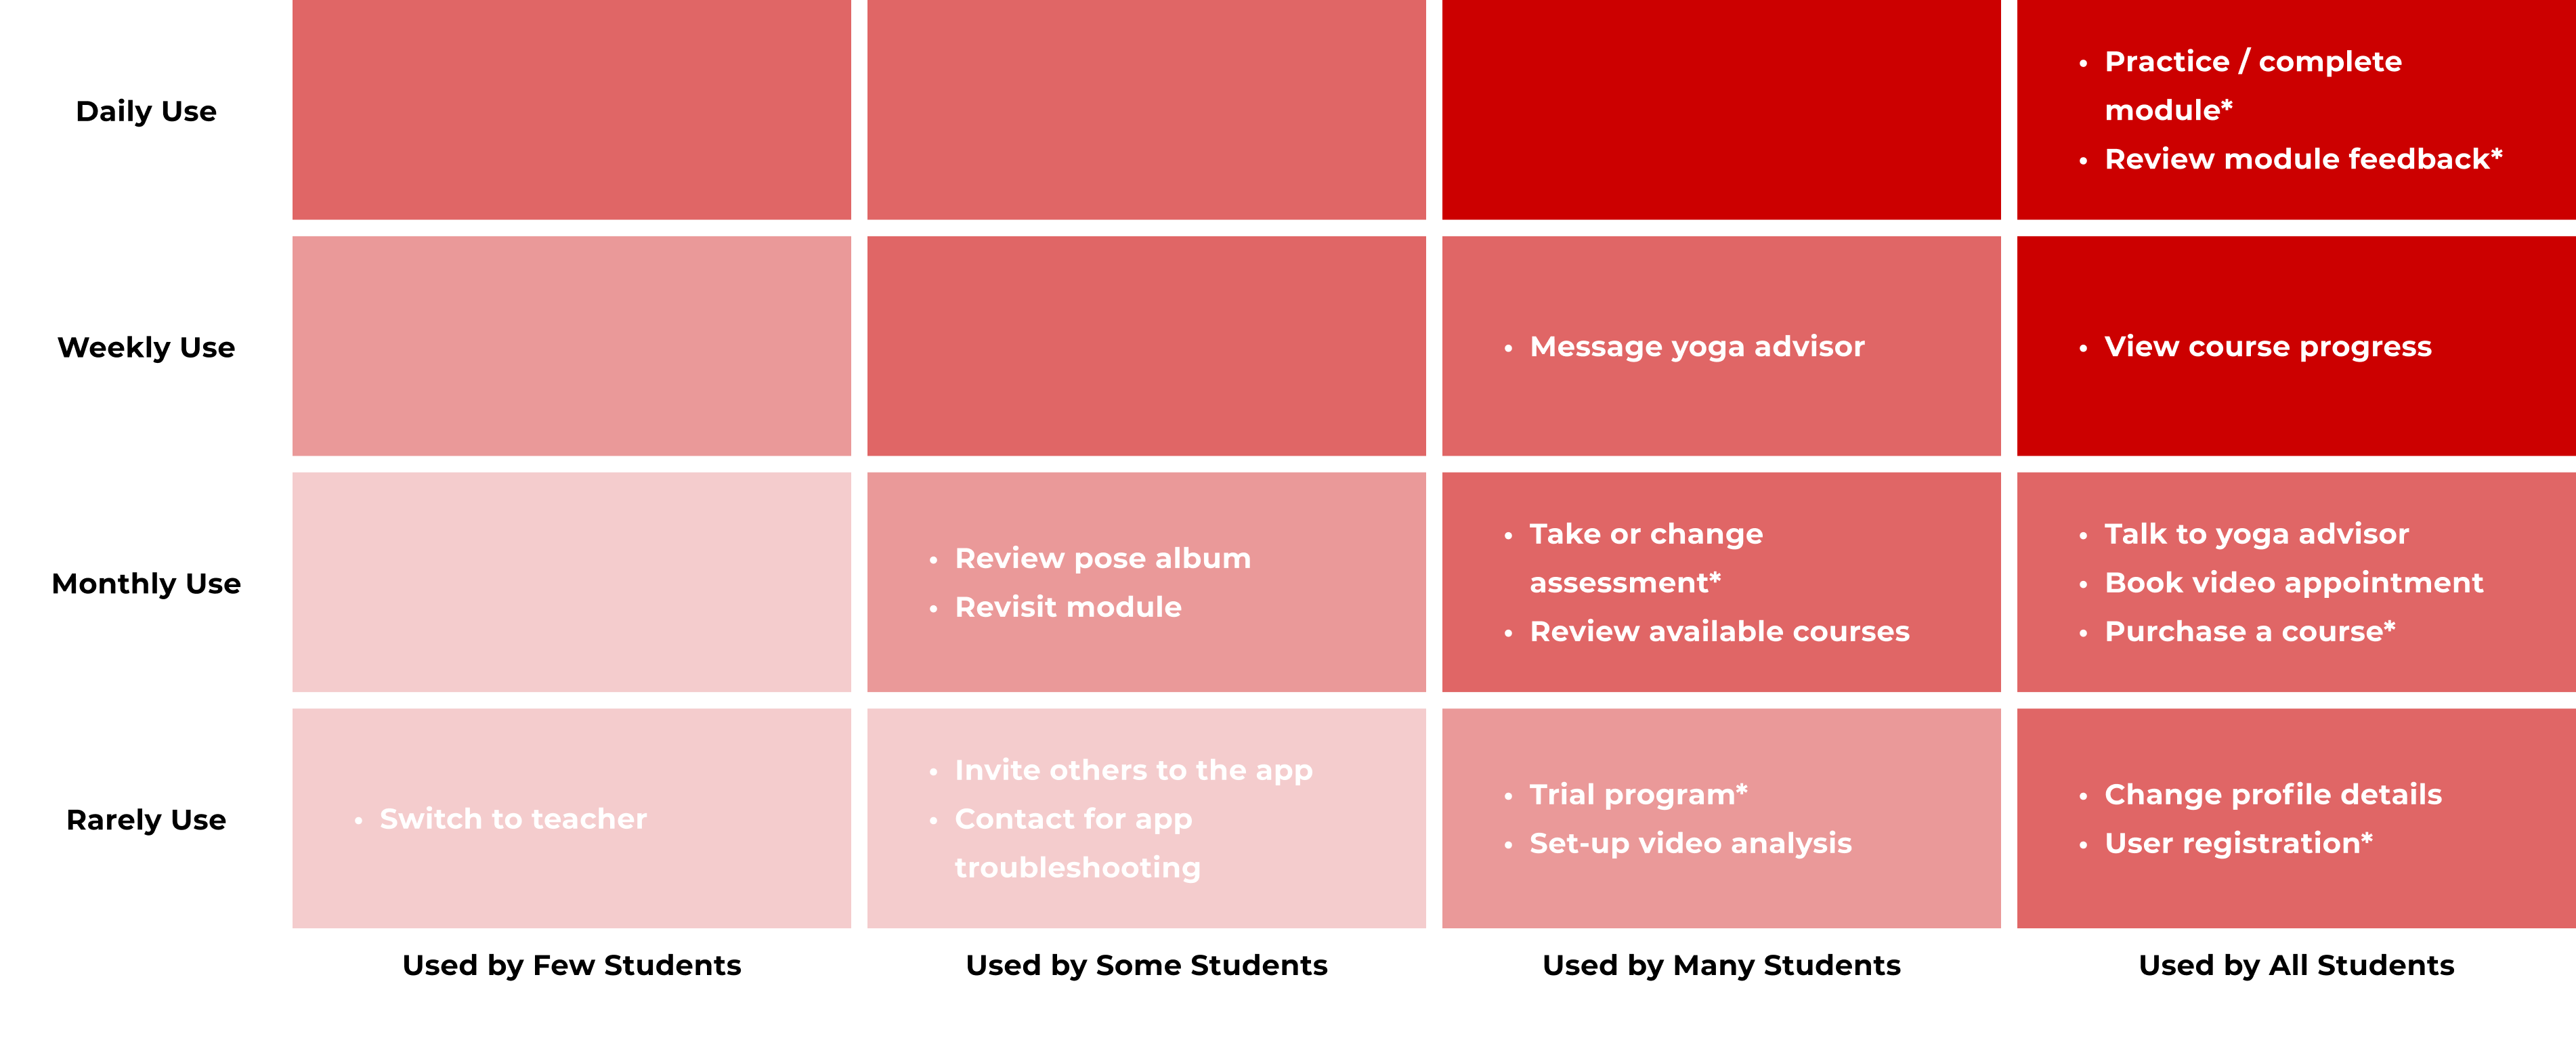 Daily Use
• Practice / complete
module*
• Review module feedback*
Weekly Use
• Message yoga advisor
• View course progress
Monthly Use
• Review pose album
• Revisit module
• Take or change
assessment*
• Review available courses
• Talk to yoga advisor
• Book video appointment
• Purchase a course*
Rarely Use
• Switch to teacher
• Invite others to the app
• Contact for app
troubleshooting
• Trial program*
• Set-up video analysis
• Change profile details
• User registration*
Used by Few Students
Used by Some Students
Used by Many Students
Used by All Students